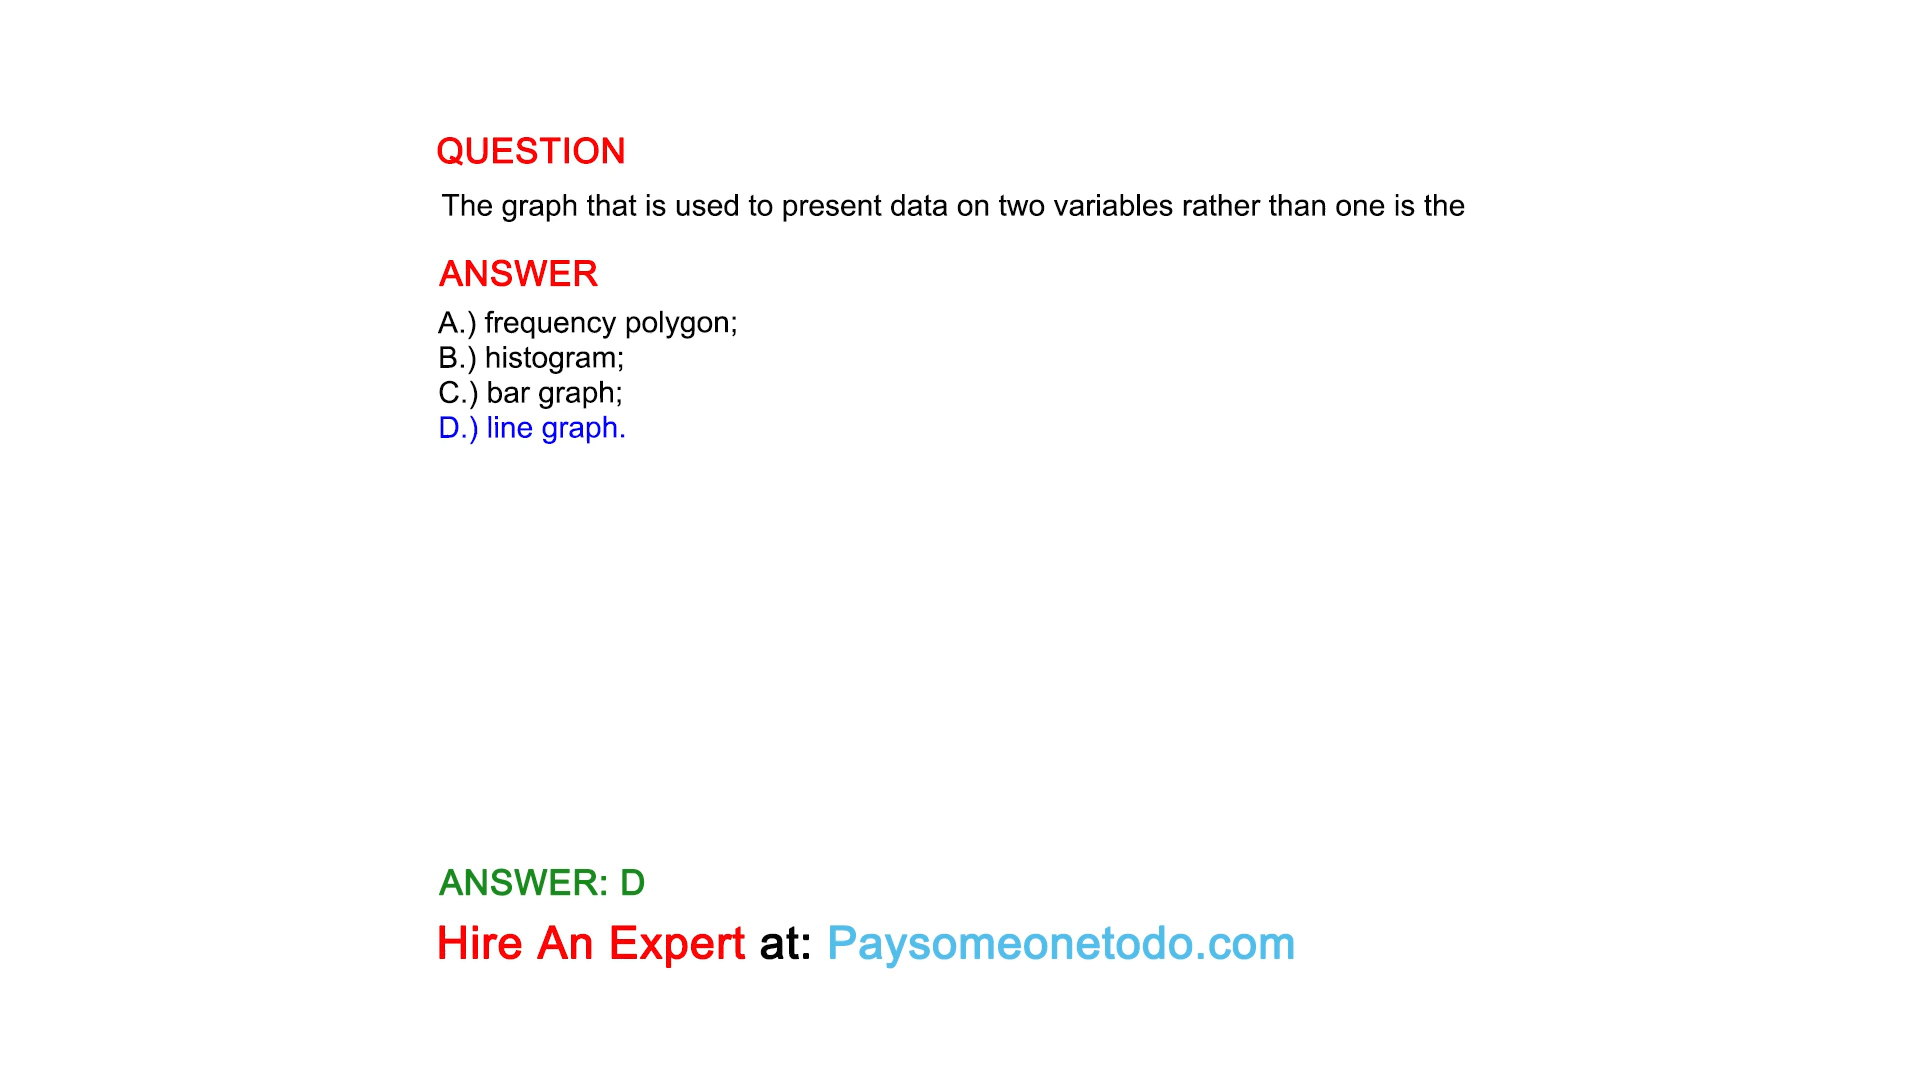 QUESTION
The graph that is used to present data on two variables rather than one is the
ANSWER
A.) frequency polygon;
B.) histogram;
C.) bar graph;
D.) line graph.
ANSWER: D
Hire An Expert at: Paysomeonetodo.com